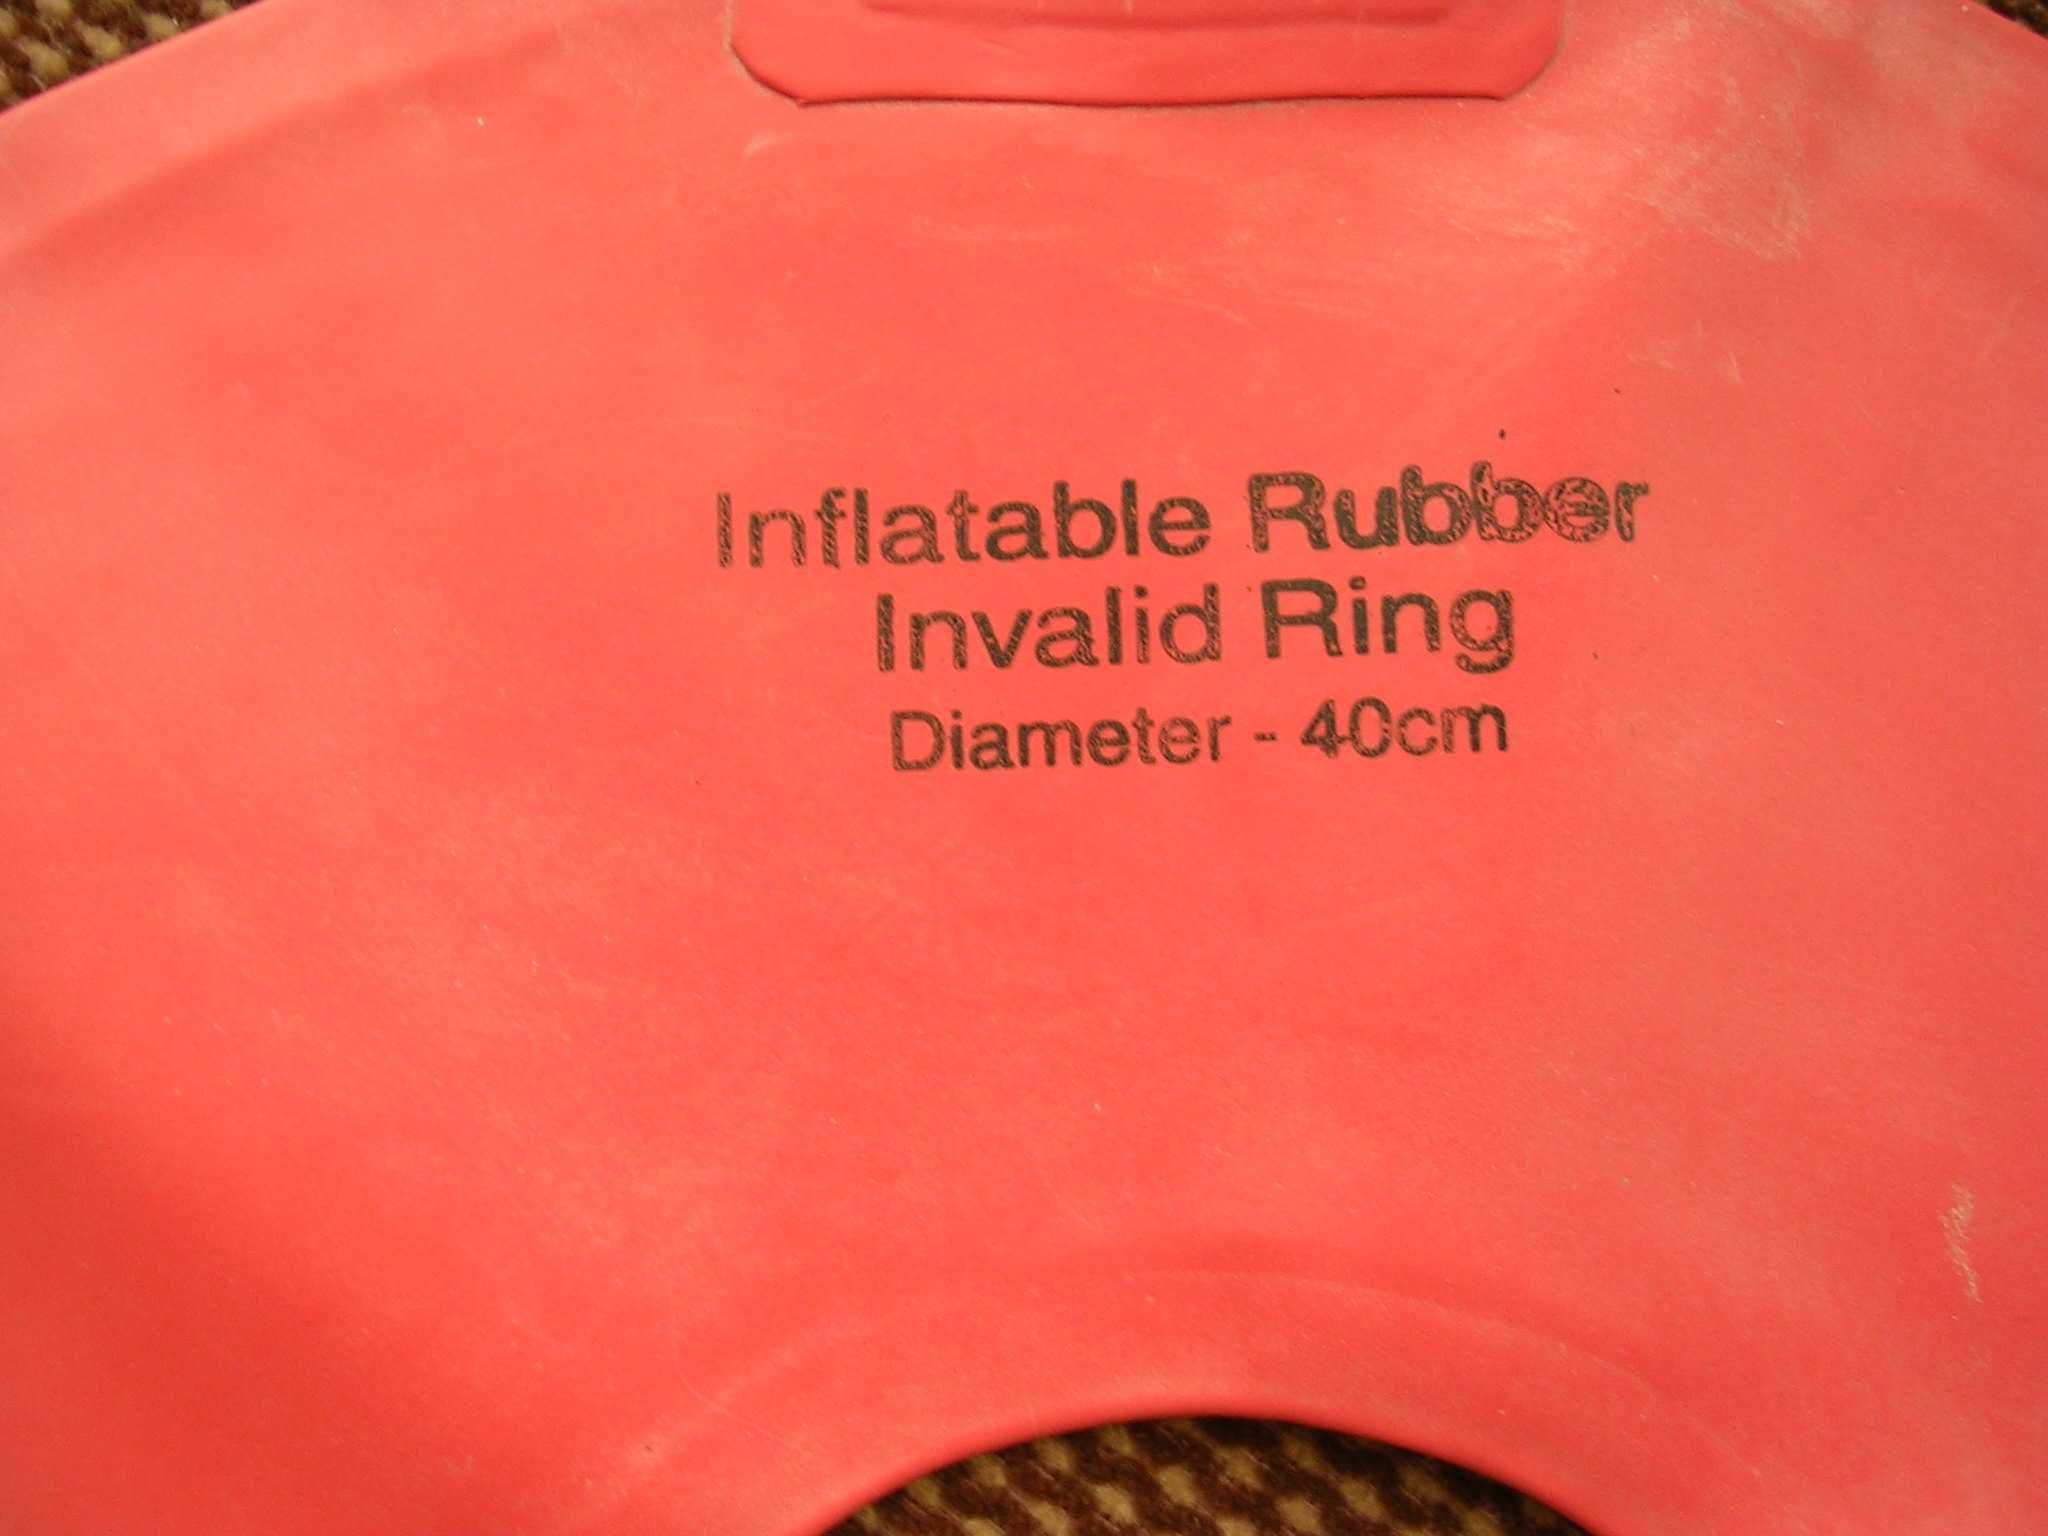 Inflatable Rubber
Invalid Ring
Diameter - 40cm